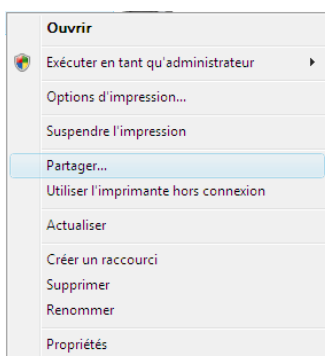 Ouvrir
Exécuter en tant qu'administrateur
Options d'impression...
Suspendre l'impression
Partager...
Utiliser l'imprimante hors connexion
Actualiser
Créer un raccourci
Supprimer
Renommer
Propriétés